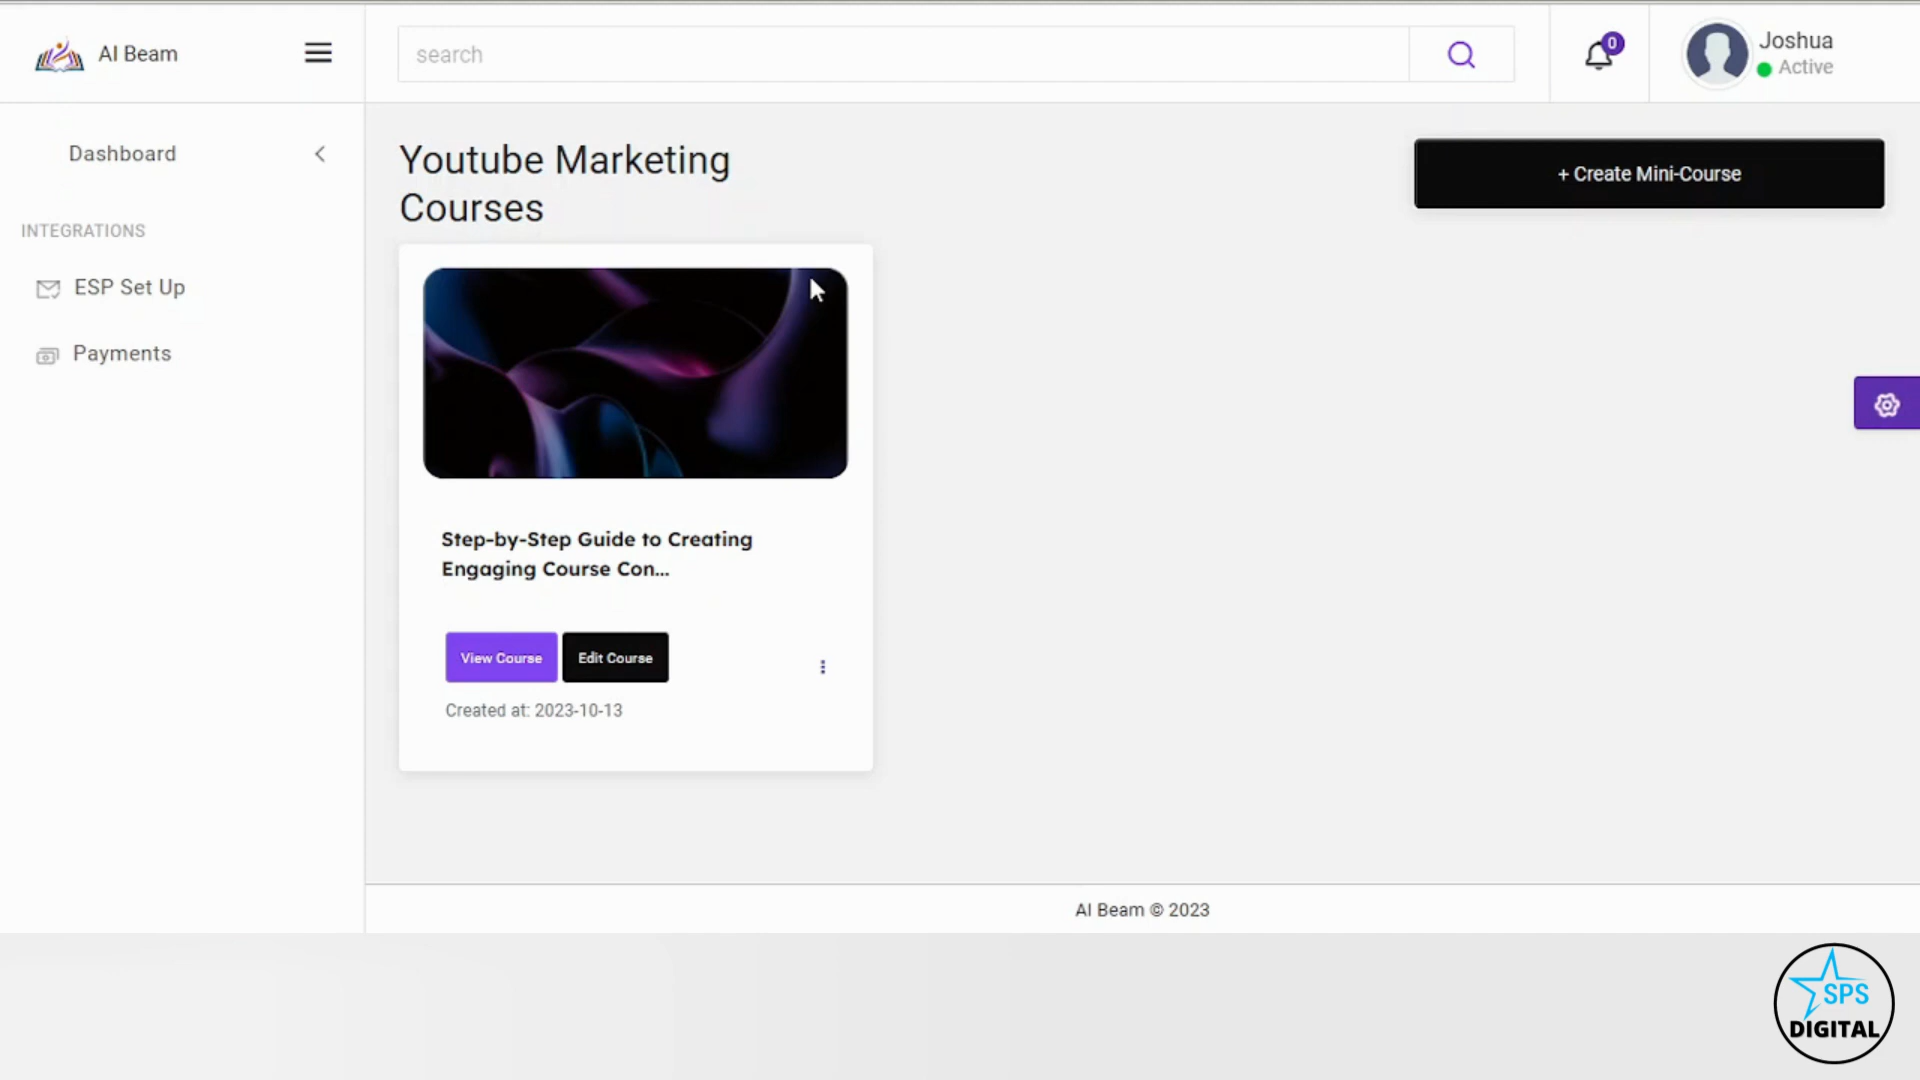 AI Beam
search
0
Joshua
Active
Dashboard
INTEGRATIONS
ESP Set Up
Payments
Youtube Marketing
Courses
+ Create Mini-Course
Step-by-Step Guide to Creating
Engaging Course Con...
View Course
Edit Course
Created at: 2023-10-13
AI Beam © 2023
SPS
DIGITAL